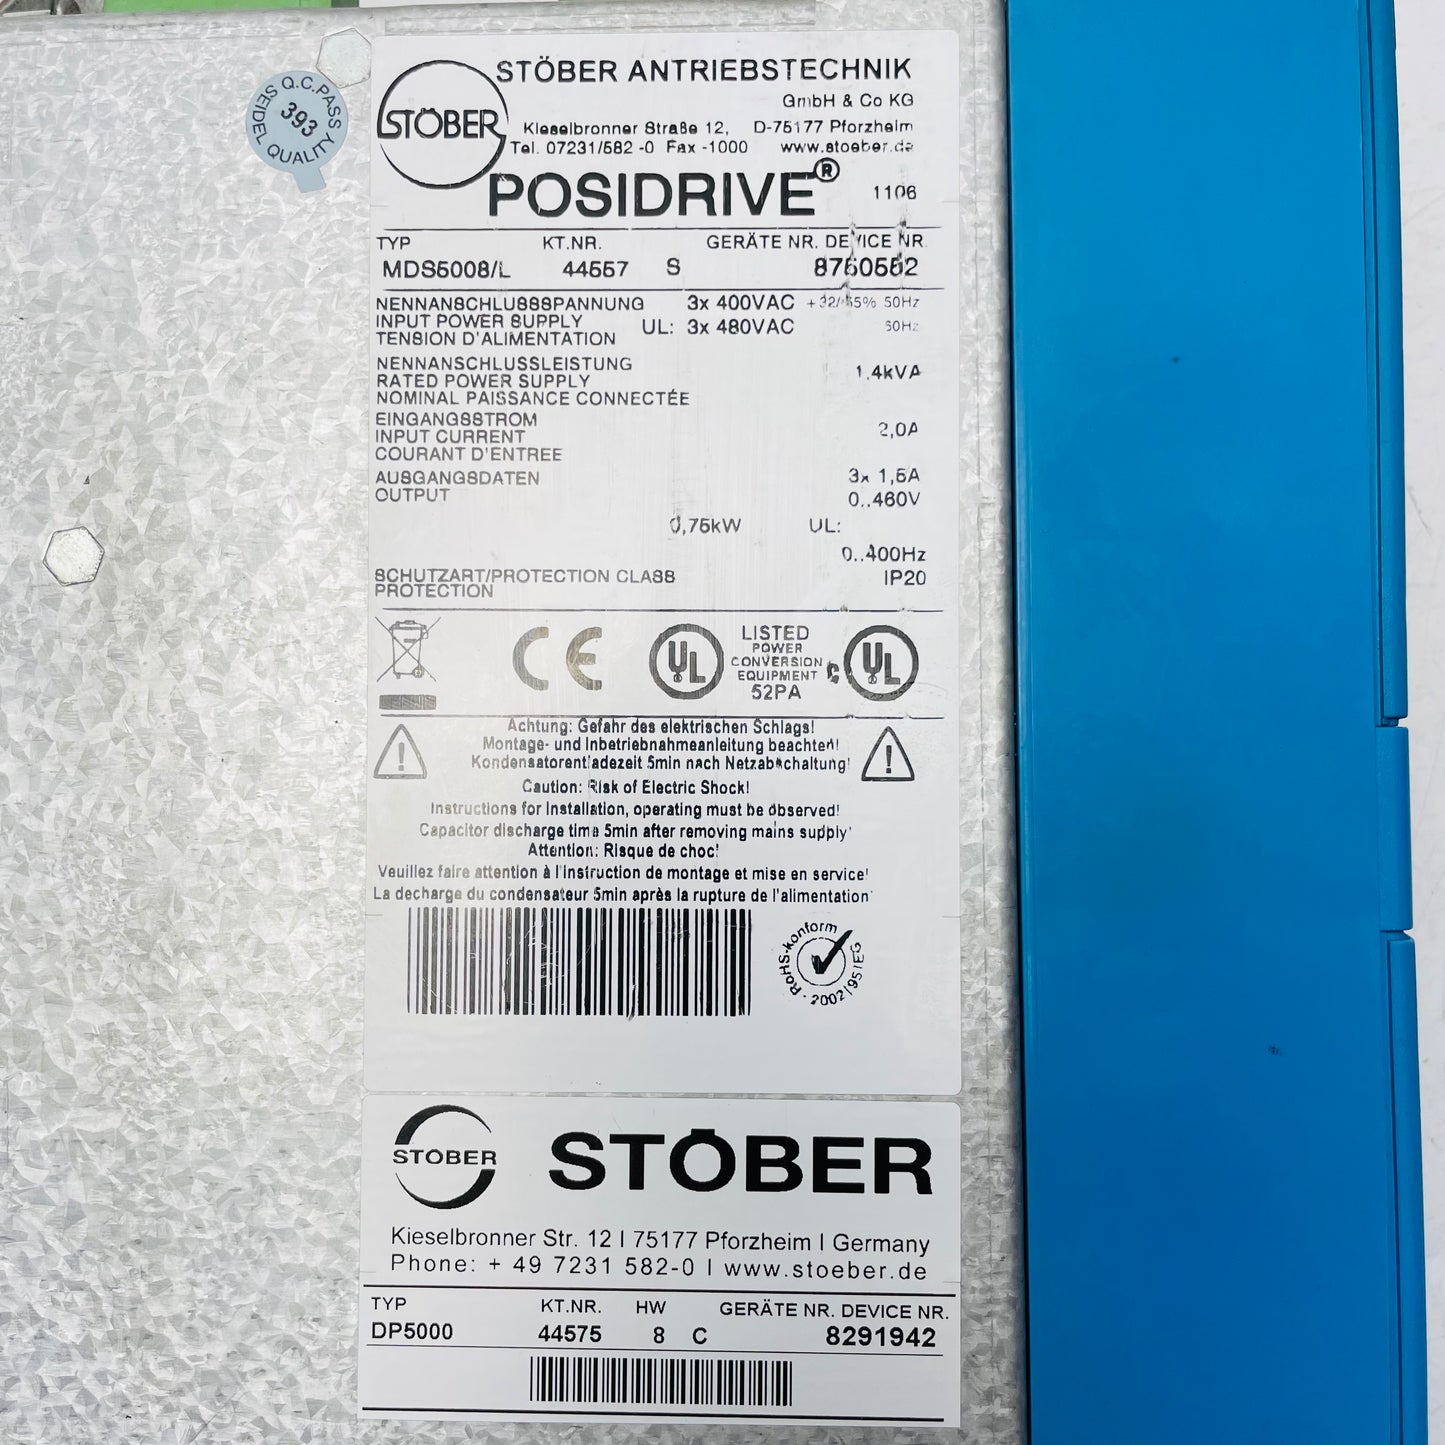 Q.C.PASS
393
SEIDEL QUALITY
STÖBER
STÖBER ANTRIEBSTECHNIK
GmbH & Co KG
Kieselbronner Straße 12, D-75177 Pforzheim
Tel. 07231/582 -0 Fax -1000 www.stoeber.de
POSIDRIVE® 1106
TYP KT.NR. GERÄTE NR. DEVICE NR.
MDS5008/L 44557 S 8750552
NENNANSCHLUSSSPANNUNG 3x 400VAC 50Hz
INPUT POWER SUPPLY UL: 3x 480VAC 60Hz
TENSION D'ALIMENTATION
NENNANSCHLUSSLEISTUNG
RATED POWER SUPPLY 1,4kVA
NOMINAL PAISSANCE CONNECTÉE
EINGANGSSTROM
INPUT CURRENT 2,0A
COURANT D'ENTREE
AUSGANGSDATEN 3x 1,5A
OUTPUT 0..460V
0,75kW UL:
0..400Hz
SCHUTZART/PROTECTION CLASS IP20
PROTECTION
CE
UL
LISTED
POWER
CONVERSION
EQUIPMENT
52PA
C UL
Achtung: Gefahr des elektrischen Schlags!
Montage- und Inbetriebnahmeanleitung beachten!
Kondensatorentladezeit 5min nach Netzabschaltung!
Caution: Risk of Electric Shock!
Instructions for Installation, operating must be observed!
Capacitor discharge time 5min after removing mains supply!
Attention: Risque de choc!
Veuillez faire attention à l'instruction de montage et mise en service!
La decharge du condensateur 5min après la rupture de l'alimentation
RoHS-konform
2002/95/EG
STÖBER
STÖBER
Kieselbronner Str. 12 I 75177 Pforzheim I Germany
Phone: + 49 7231 582-0 I www.stoeber.de
TYP KT.NR. HW GERÄTE NR. DEVICE NR.
DP5000 44575 8 C 8291942